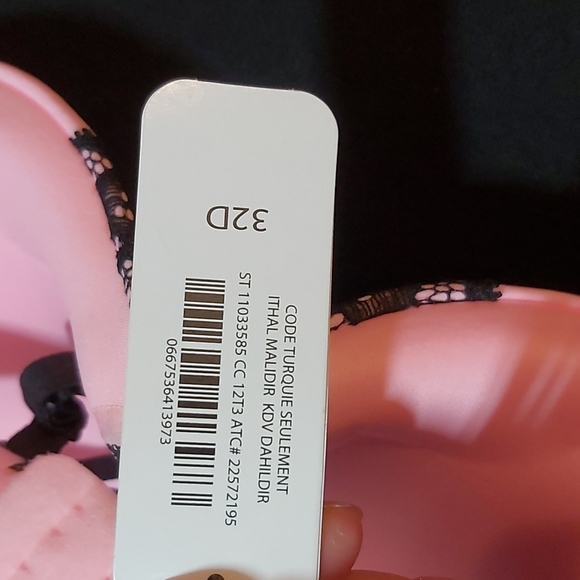 32D
CODE TURQUIE SEULEMENT
ITHAL MALIDIR KDV DAHILDIR
ST 11033585 CC 12T3 ATC# 22572195
0667536413973